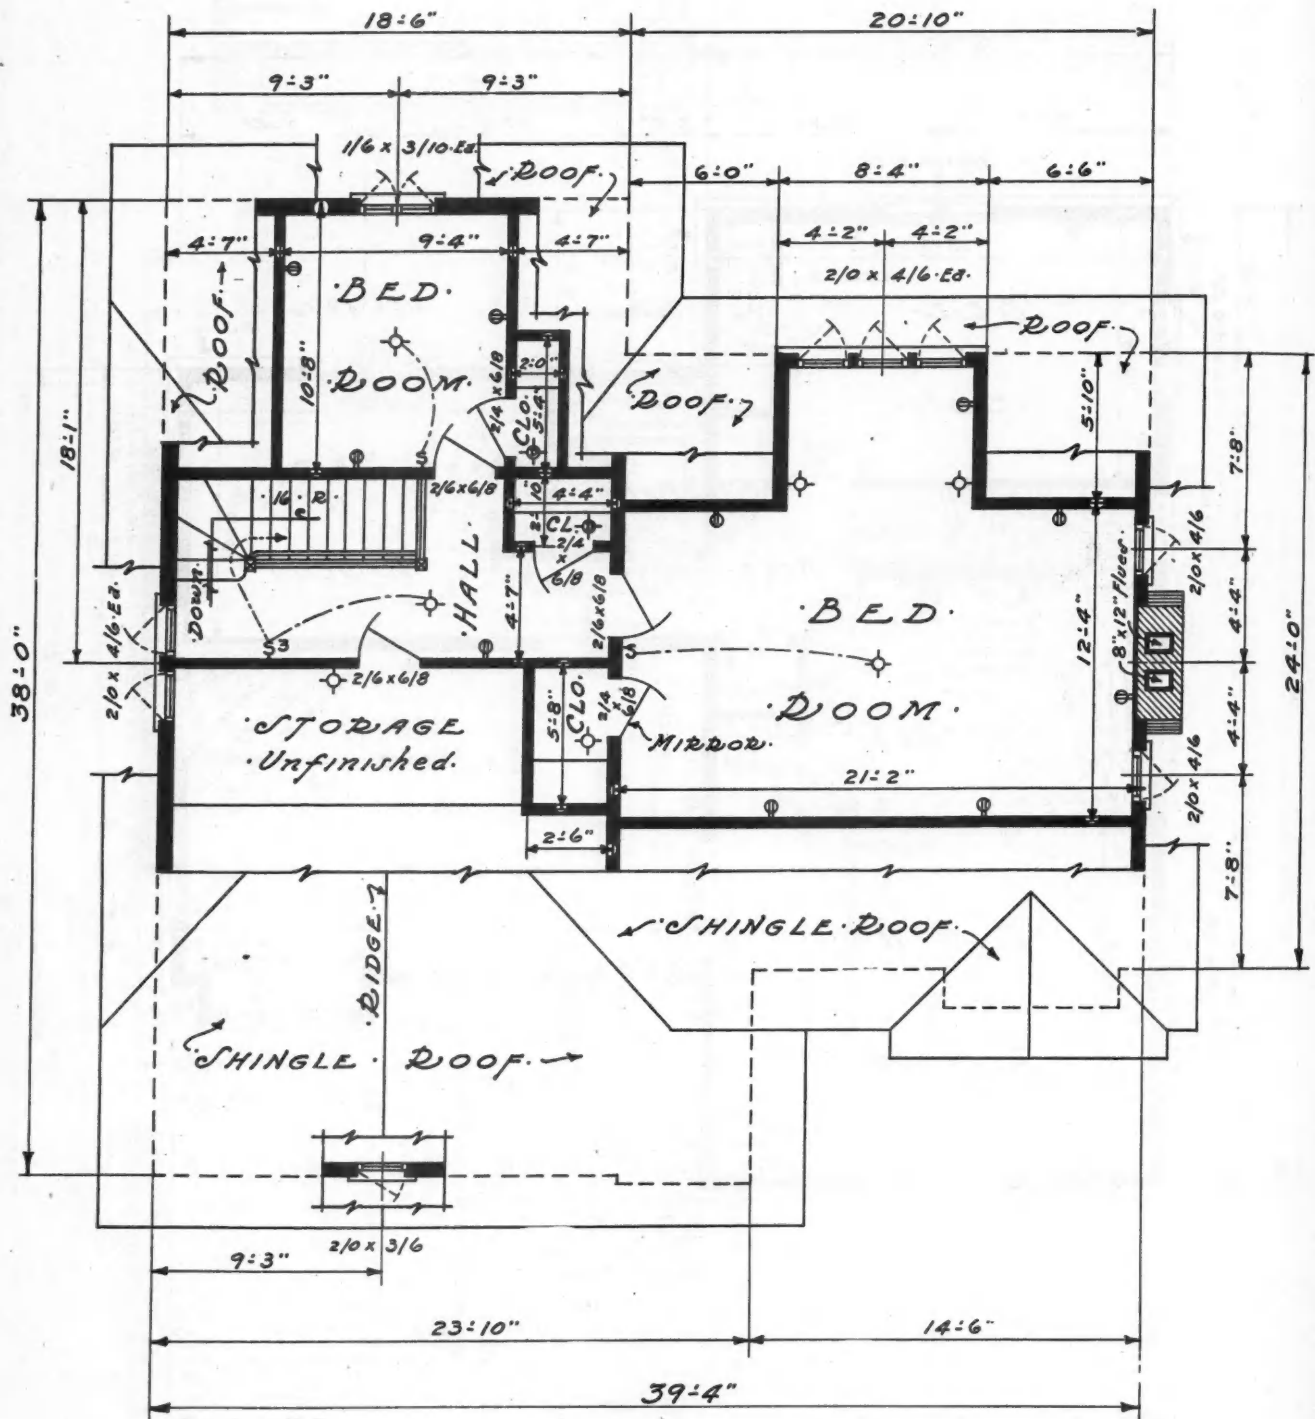 18-6"
20-10"
9-3"
9-3"
1/6 x 3/10·Ea.
·ROOF·
6-0"
8-4"
6-6"
4-7"
9-4"
4-7"
4-2"
4-2"
2/0 x 4/6·Ea.
·BED·
·ROOF·
·ROOF·
10-8"
·ROOM·
2/4 x 6/8
2-0"
5-4"
CLO.
·ROOF·
5-10"
7-8"
18-1"
38-0"
·16·R·
2/6x6/8
4-4"
2-10"
CL.
2/4
x
6/8
DOWN.
·HALL·
4-7"
2/6x6/8
·BED·
8"x12"Flues.
2/0 x 4/6
4-4"
12-4"
24-0"
2/0 x 4/6·Ea.
S3
S
S
2/6x6/8
·ROOM·
5-8"
CLO.
2/4
x
6/8
·STORAGE
·Unfinished.
MIRROR.
4-4"
21-2"
2/0x 4/6
2-6"
7-8"
·RIDGE·
·SHINGLE·ROOF·
·SHINGLE· ROOF·
2/0 x 3/6
9-3"
23-10"
14-6"
39-4"